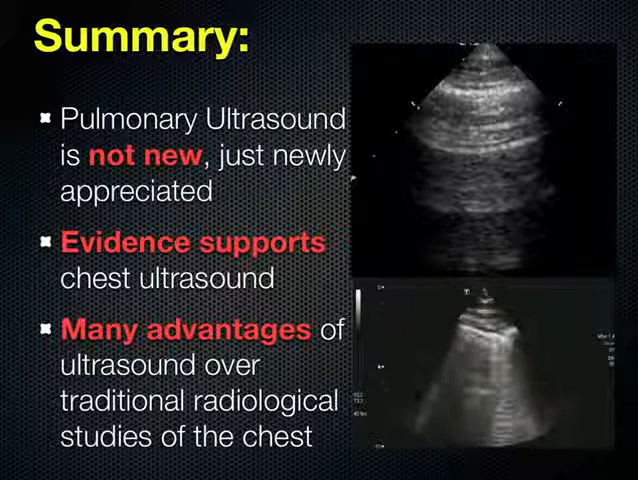 Summary:
Pulmonary Ultrasound
is not new, just newly
appreciated
Evidence supports
chest ultrasound
Many advantages of
ultrasound over
traditional radiological
studies of the chest